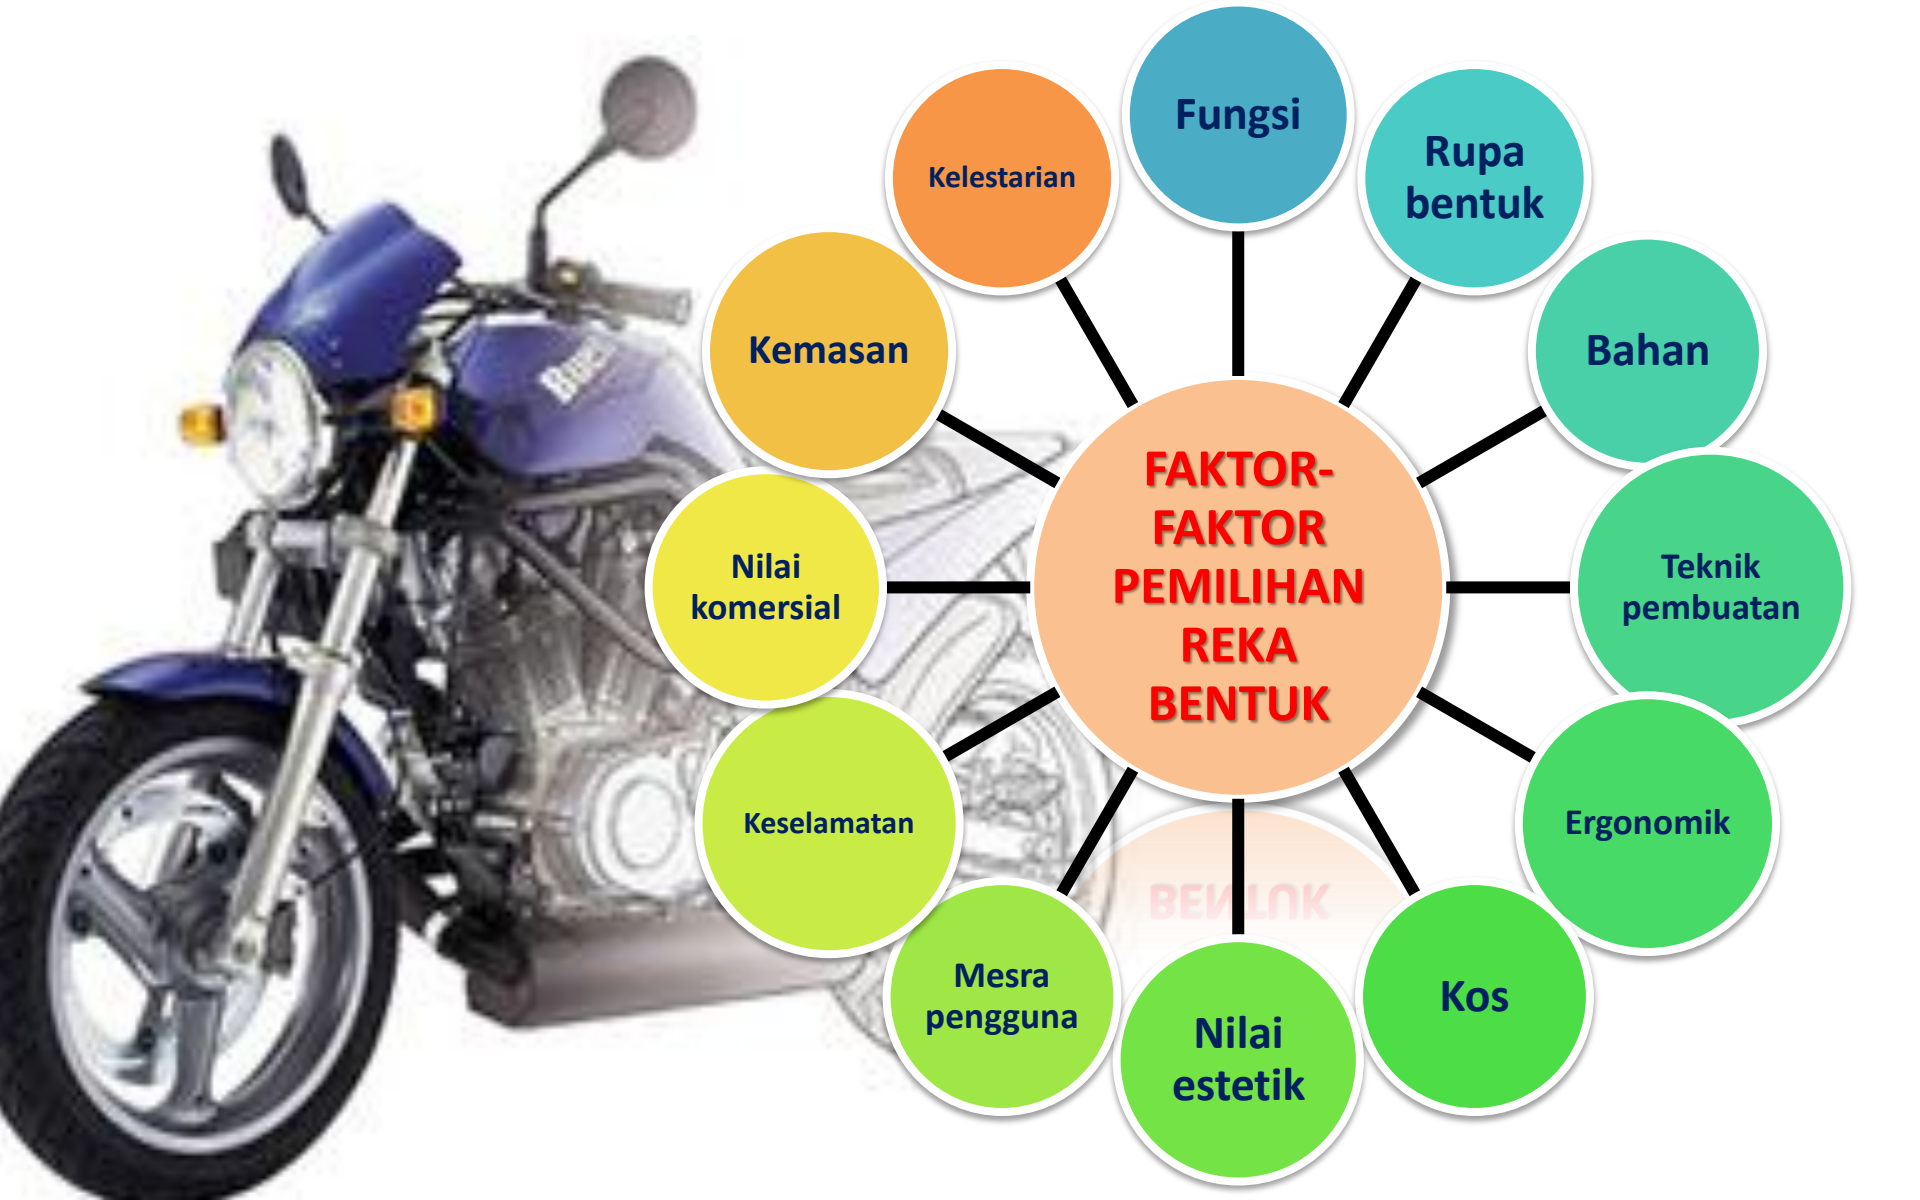 FAKTOR-
FAKTOR
PEMILIHAN
REKA
BENTUK
Fungsi
Rupa
bentuk
Bahan
Teknik
pembuatan
Ergonomik
Kos
Nilai
estetik
Mesra
pengguna
Keselamatan
Nilai
komersial
Kemasan
Kelestarian